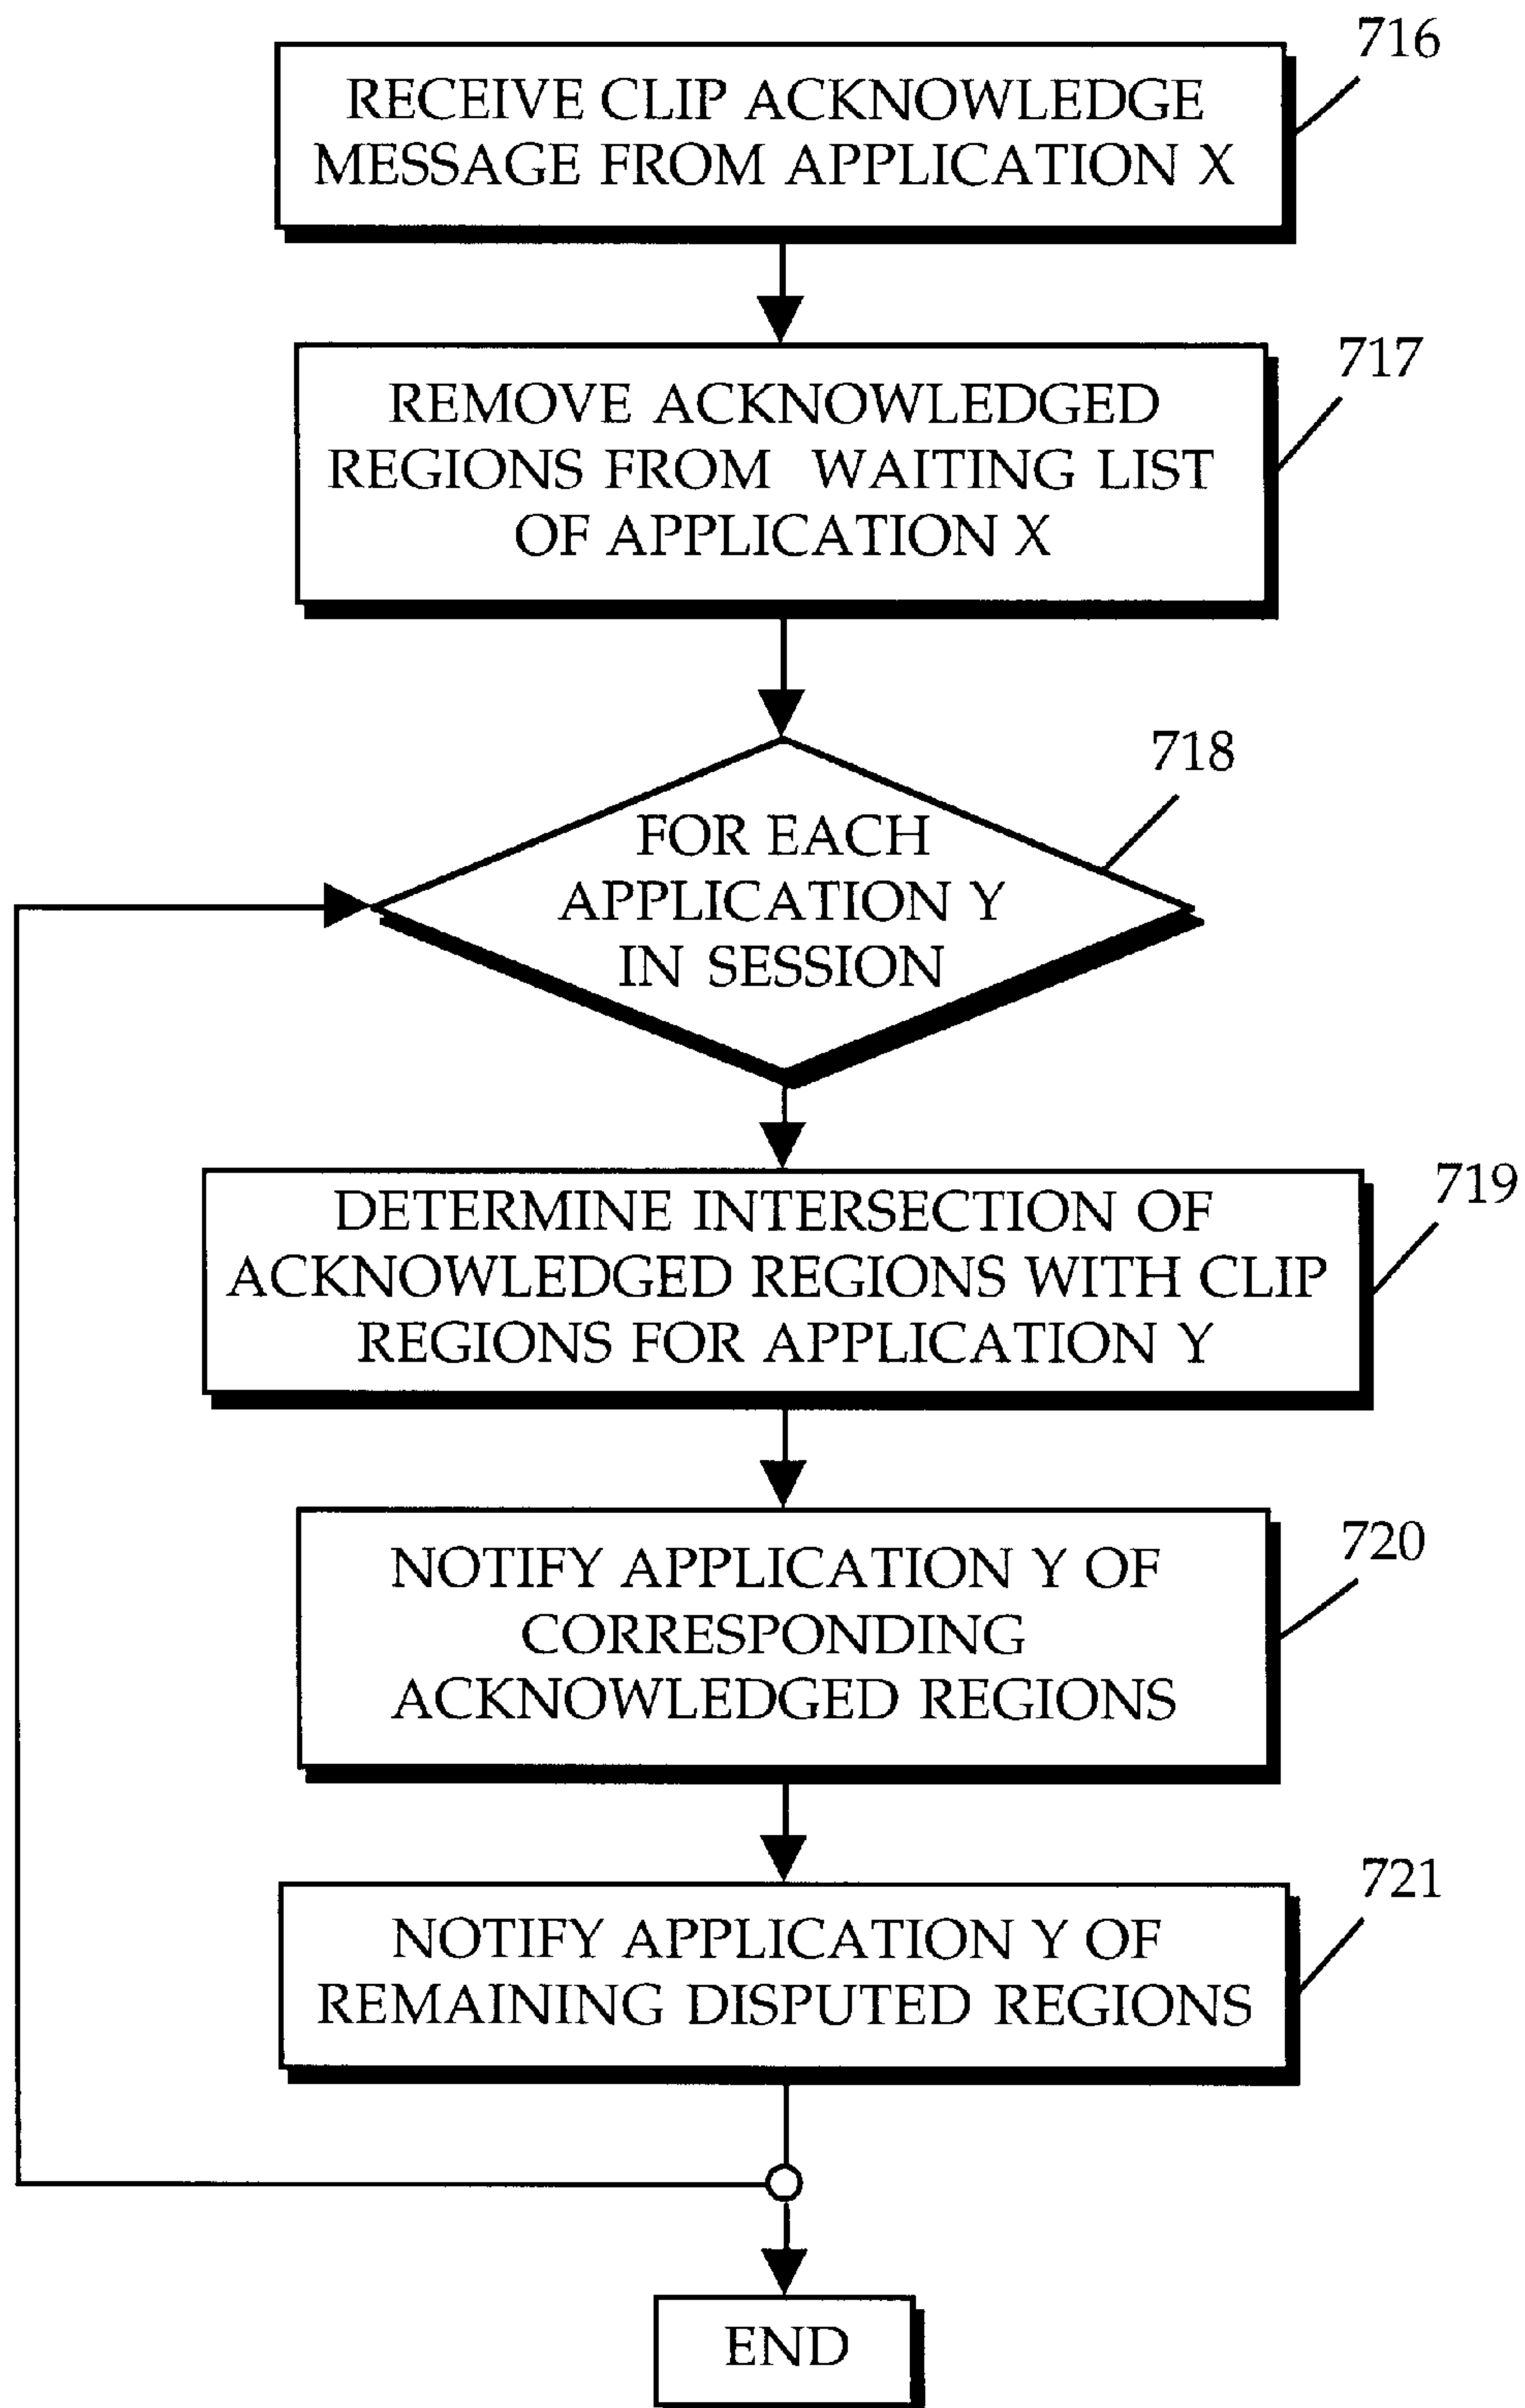 716
RECEIVE CLIP ACKNOWLEDGE
MESSAGE FROM APPLICATION X
717
REMOVE ACKNOWLEDGED
REGIONS FROM WAITING LIST
OF APPLICATION X
718
FOR EACH
APPLICATION Y
IN SESSION
719
DETERMINE INTERSECTION OF
ACKNOWLEDGED REGIONS WITH CLIP
REGIONS FOR APPLICATION Y
720
NOTIFY APPLICATION Y OF
CORRESPONDING
ACKNOWLEDGED REGIONS
721
NOTIFY APPLICATION Y OF
REMAINING DISPUTED REGIONS
END